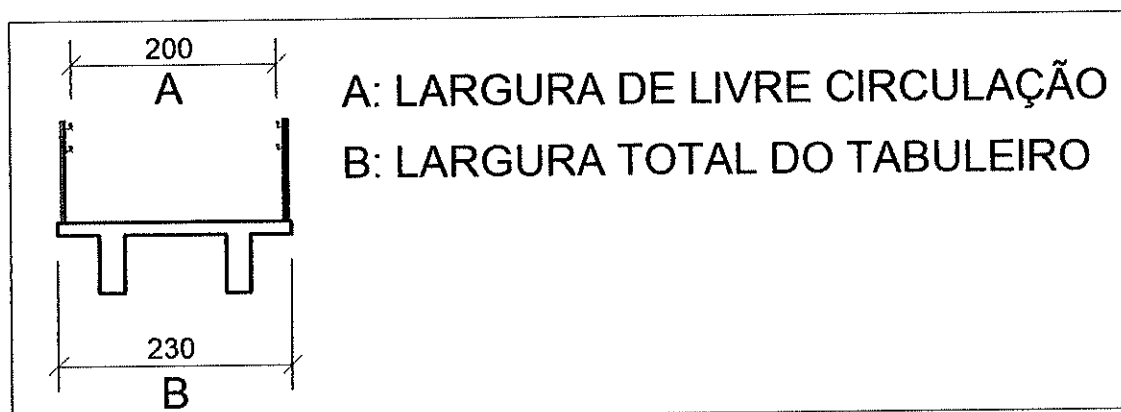 200
A
A: LARGURA DE LIVRE CIRCULAÇÃO
B: LARGURA TOTAL DO TABULEIRO
230
B